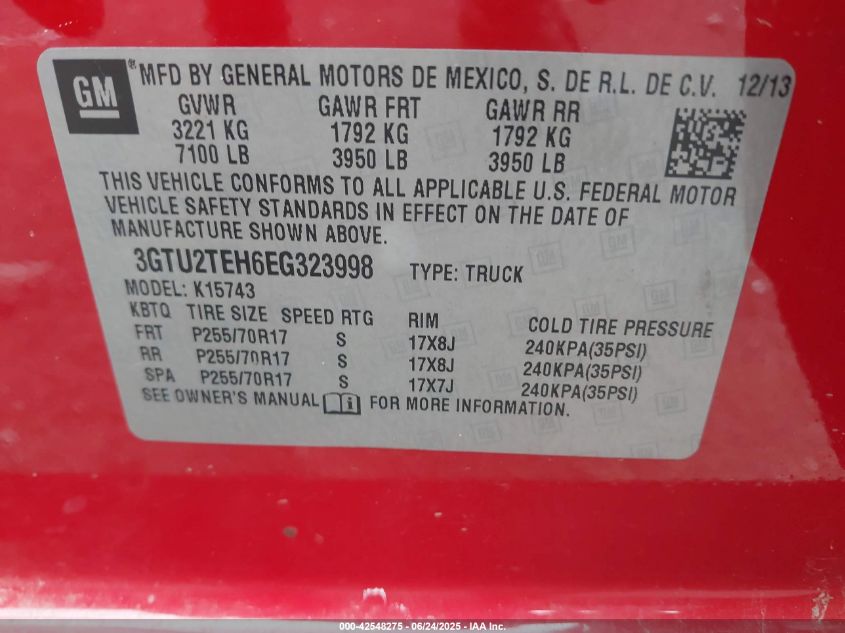 GM ® MFD BY GENERAL MOTORS DE MEXICO, S. DE R.L. DE C.V. 12/13
GVWR GAWR FRT GAWR RR
3221 KG 1792 KG 1792 KG
7100 LB 3950 LB 3950 LB
THIS VEHICLE CONFORMS TO ALL APPLICABLE U.S. FEDERAL MOTOR
VEHICLE SAFETY STANDARDS IN EFFECT ON THE DATE OF
MANUFACTURE SHOWN ABOVE.
3GTU2TEH6EG323998 TYPE: TRUCK
MODEL: K15743
KBTQ TIRE SIZE SPEED RTG RIM COLD TIRE PRESSURE
FRT P255/70R17 S 17X8J 240KPA(35PSI)
RR P255/70R17 S 17X8J 240KPA(35PSI)
SPA P255/70R17 S 17X7J 240KPA(35PSI)
SEE OWNER'S MANUAL i FOR MORE INFORMATION.
000-42548275 - 06/24/2025 - IAA Inc.